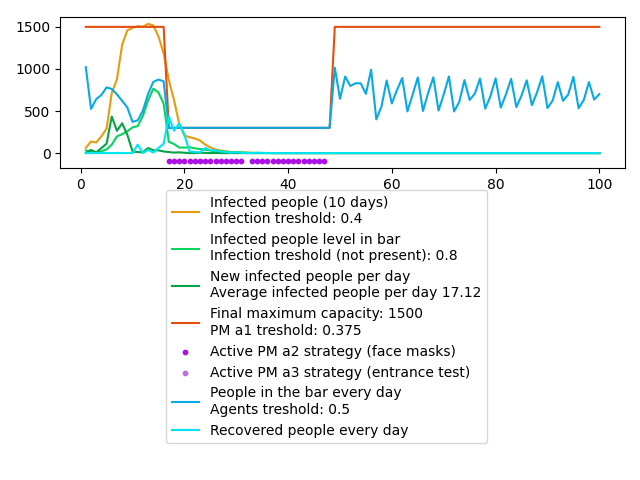 1500
1000
500
0
0
20
40
60
80
100
Infected people (10 days)
Infection treshold: 0.4
Infected people level in bar
Infection treshold (not present): 0.8
New infected people per day
Average infected people per day 17.12
Final maximum capacity: 1500
PM a1 treshold: 0.375
Active PM a2 strategy (face masks)
Active PM a3 strategy (entrance test)
People in the bar every day
Agents treshold: 0.5
Recovered people every day